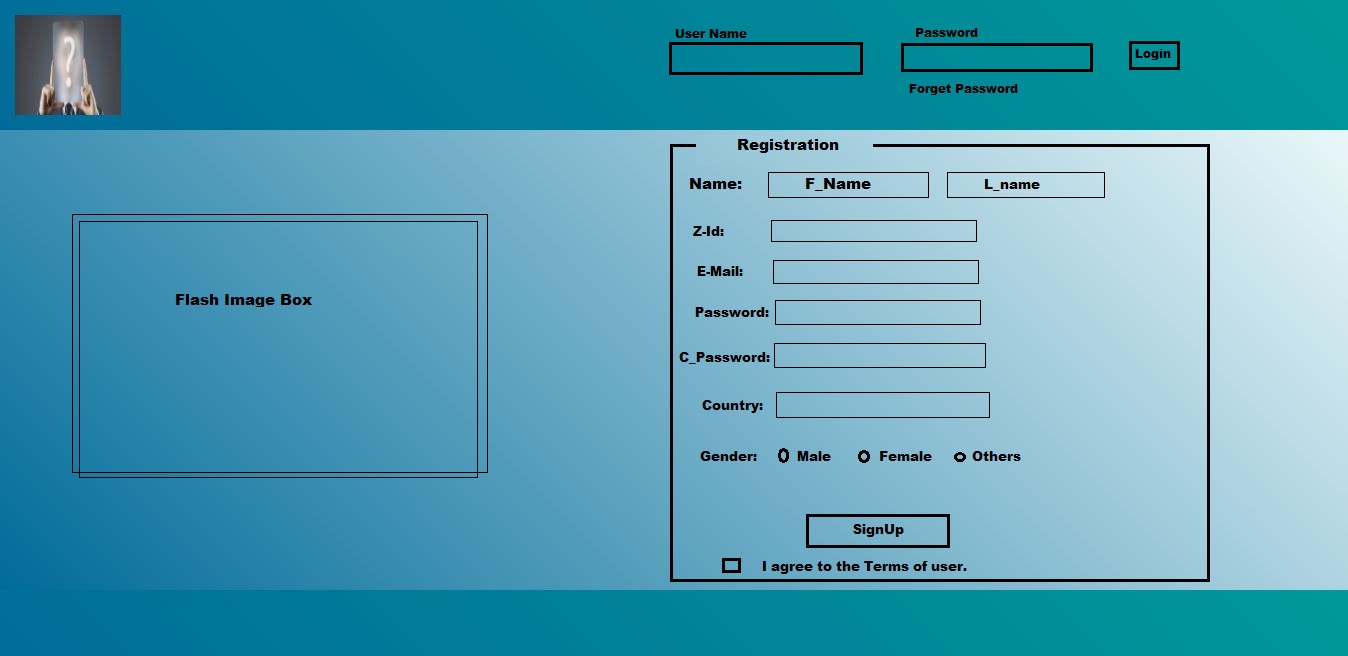 ?
User Name
Password
Login
Forget Password
Registration
Name: F_Name L_name
Z-Id:
E-Mail:
Flash Image Box
Password:
C_Password:
Country:
Gender: Male Female Others
SignUp
I agree to the Terms of user.